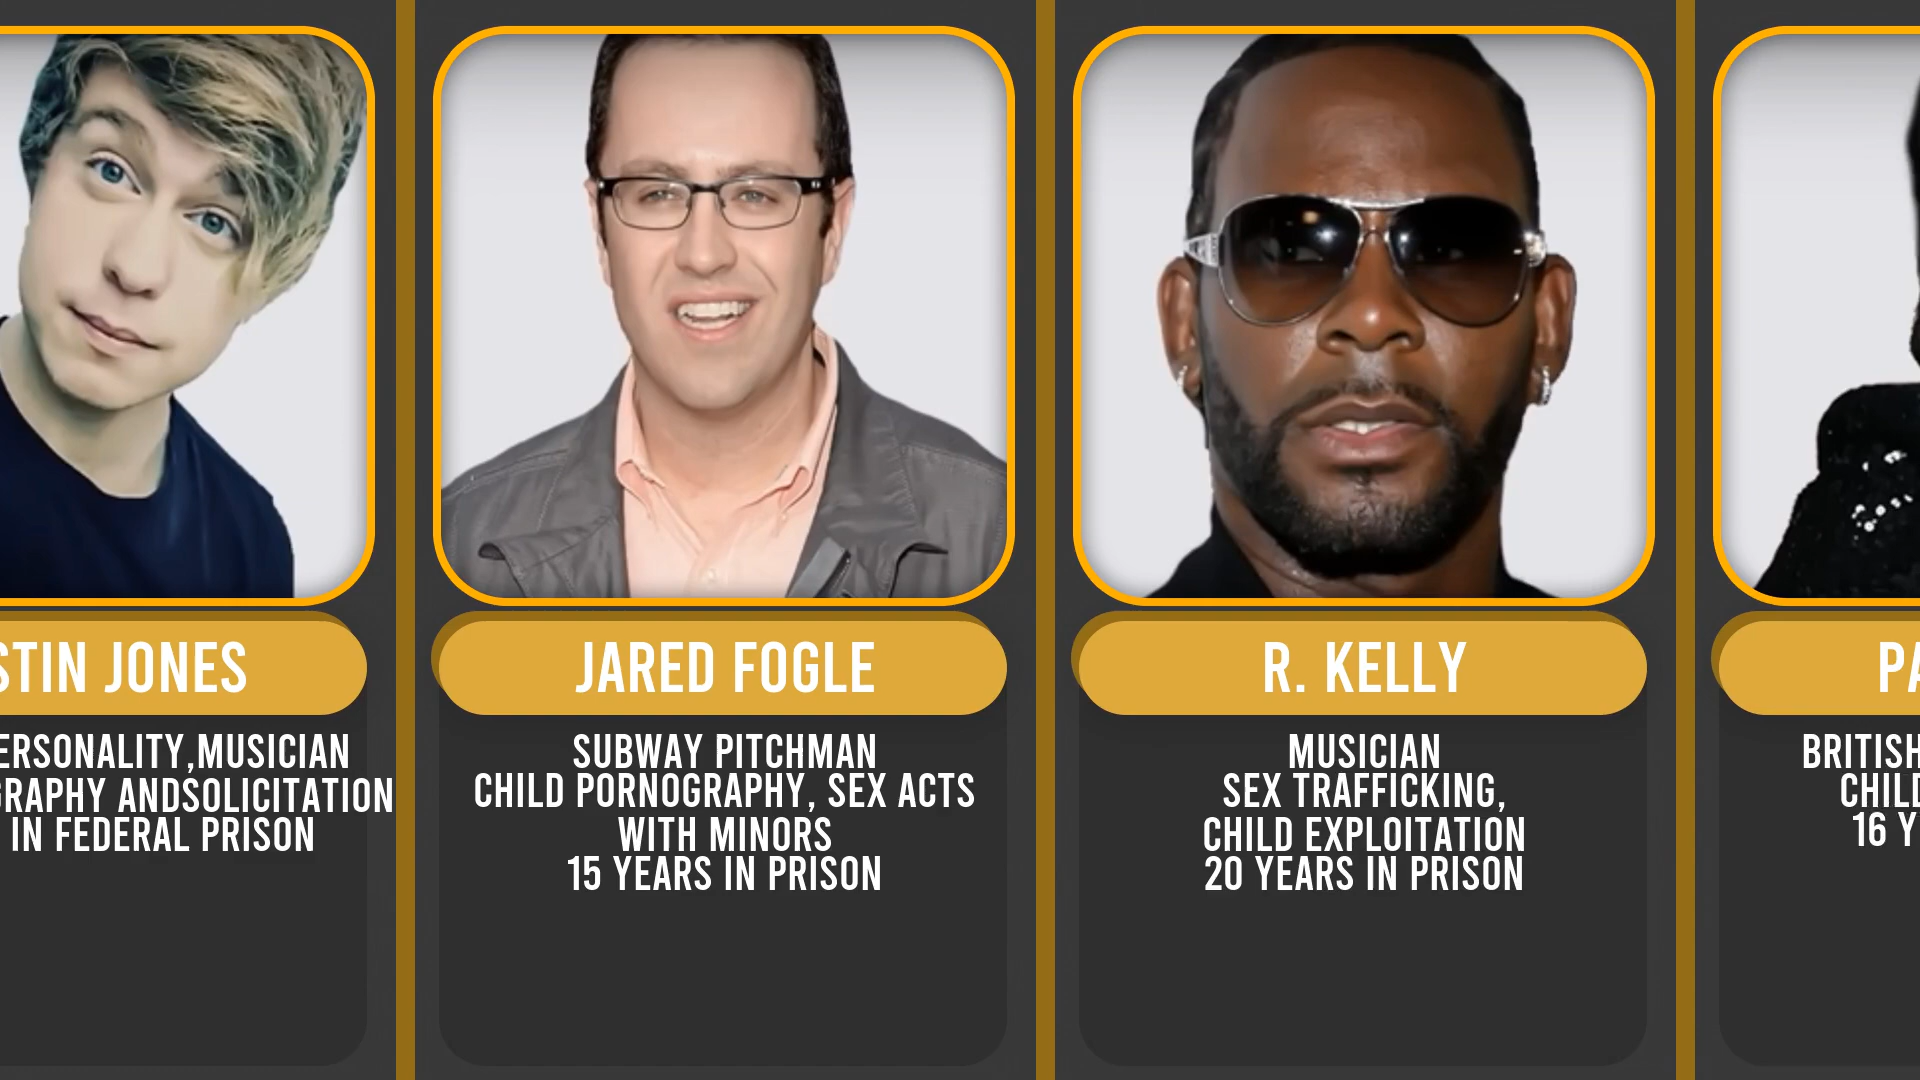 STIN JONES
ERSONALITY,MUSICIAN
GRAPHY ANDSOLICITATION
IN FEDERAL PRISON
JARED FOGLE
SUBWAY PITCHMAN
CHILD PORNOGRAPHY, SEX ACTS
WITH MINORS
15 YEARS IN PRISON
R. KELLY
MUSICIAN
SEX TRAFFICKING,
CHILD EXPLOITATION
20 YEARS IN PRISON
PA
BRITISH
CHILD
16 Y